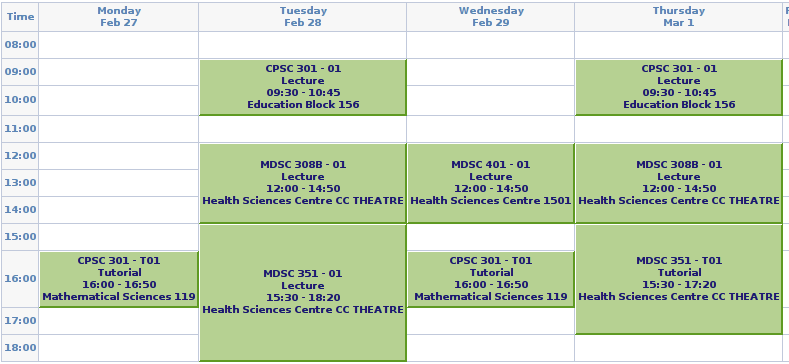 Time
Monday
Feb 27
Tuesday
Feb 28
Wednesday
Feb 29
Thursday
Mar 1
08:00
09:00
CPSC 301 - 01
Lecture
09:30 - 10:45
Education Block 156
CPSC 301 - 01
Lecture
09:30 - 10:45
Education Block 156
10:00
11:00
12:00
MDSC 308B - 01
Lecture
12:00 - 14:50
Health Sciences Centre CC THEATRE
MDSC 401 - 01
Lecture
12:00 - 14:50
Health Sciences Centre 1501
MDSC 308B - 01
Lecture
12:00 - 14:50
Health Sciences Centre CC THEATRE
13:00
14:00
15:00
MDSC 351 - 01
Lecture
15:30 - 18:20
Health Sciences Centre CC THEATRE
MDSC 351 - T01
Tutorial
15:30 - 17:20
Health Sciences Centre CC THEATRE
16:00
CPSC 301 - T01
Tutorial
16:00 - 16:50
Mathematical Sciences 119
CPSC 301 - T01
Tutorial
16:00 - 16:50
Mathematical Sciences 119
17:00
18:00